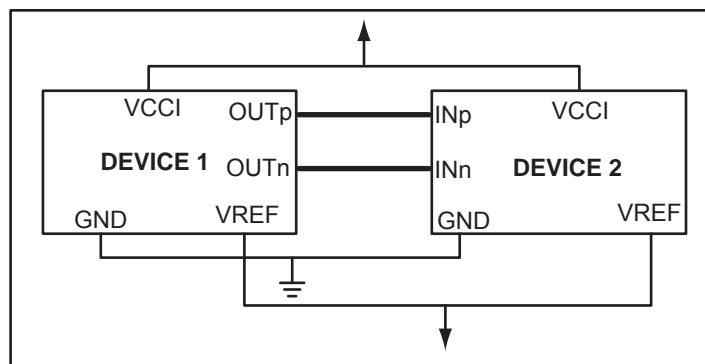 VCCI
OUTp
DEVICE 1
OUTn
GND
VREF
VCCI
INp
INn
DEVICE 2
GND
VREF